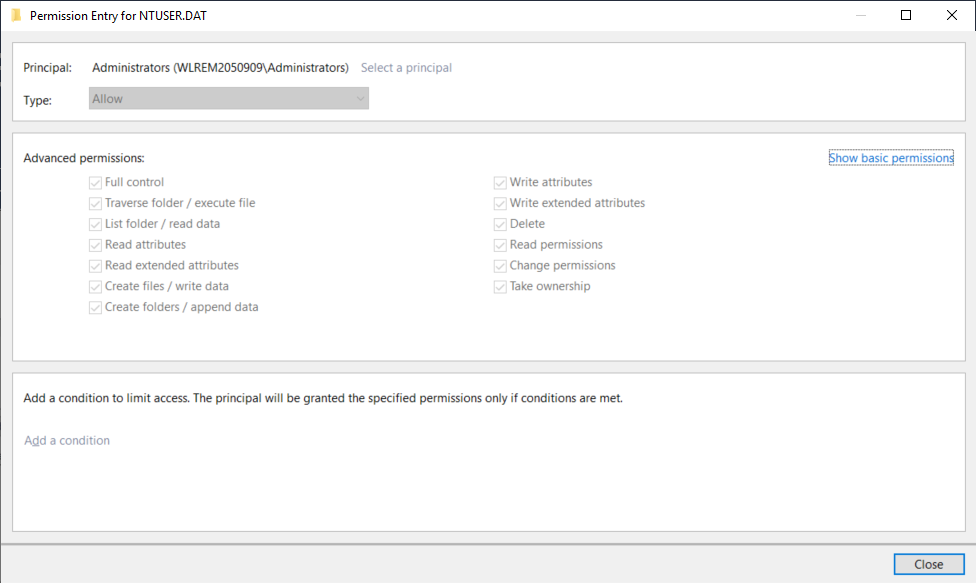 Permission Entry for NTUSER.DAT
Principal: Administrators (WLREM2050909\Administrators) Select a principal
Type: Allow
Advanced permissions: Show basic permissions
Full control Write attributes
Traverse folder / execute file Write extended attributes
List folder / read data Delete
Read attributes Read permissions
Read extended attributes Change permissions
Create files / write data Take ownership
Create folders / append data
Add a condition to limit access. The principal will be granted the specified permissions only if conditions are met.
Add a condition
Close